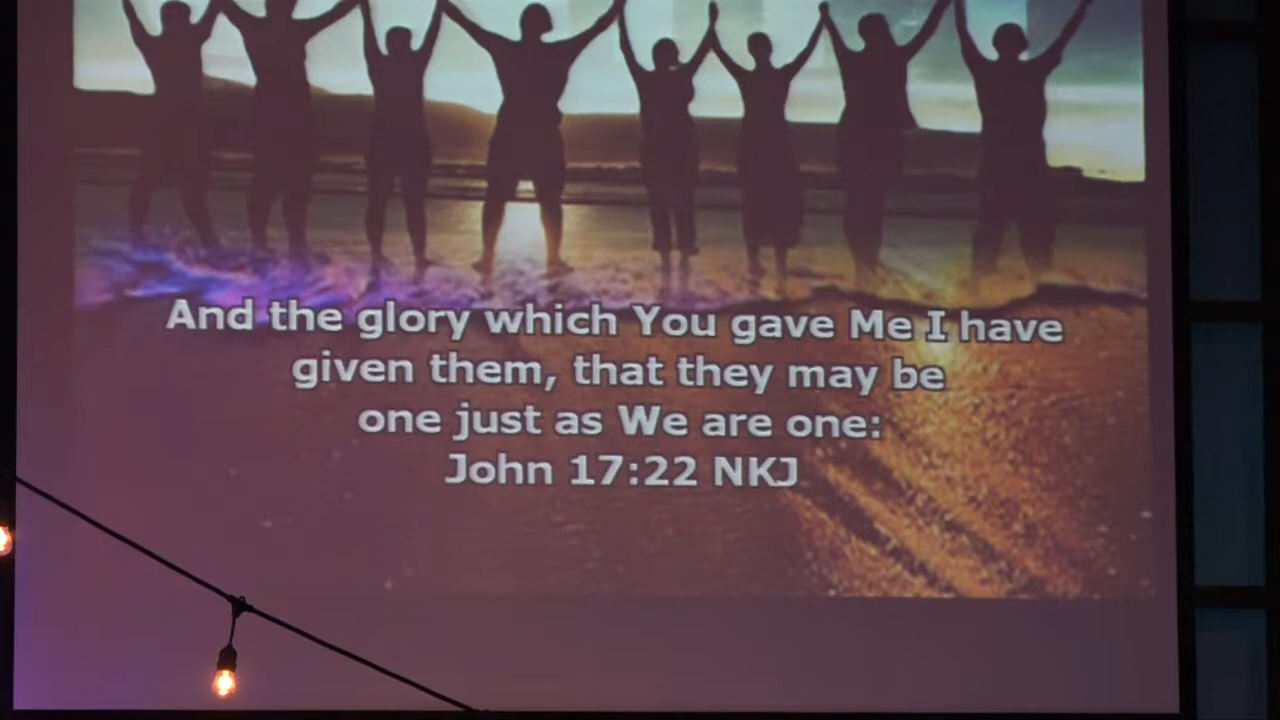 And the glory which You gave Me I have
given them, that they may be
one just as We are one:
John 17:22 NKJ